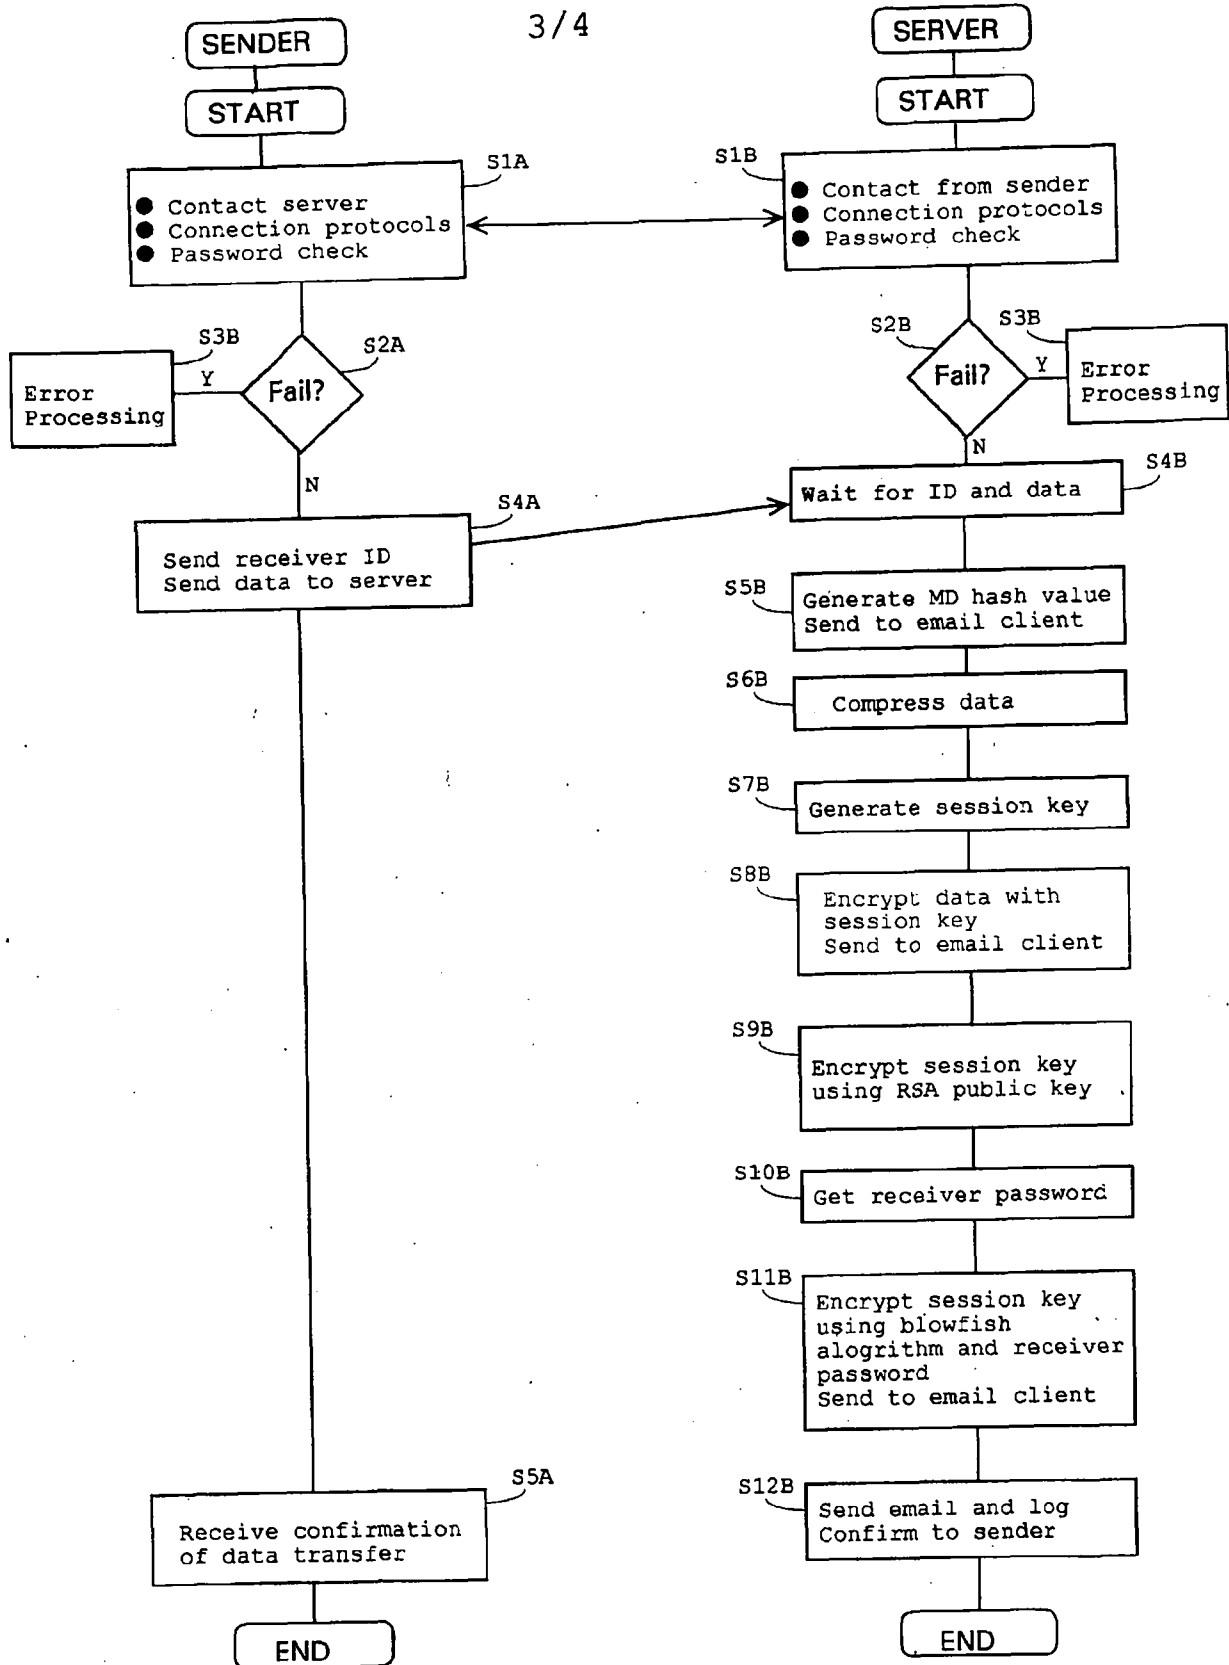 3/4
SENDER
START
S1A
● Contact server
● Connection protocols
● Password check
S3B
Y
Error
Processing
S2A
Fail?
N
S4A
Send receiver ID
Send data to server
S5A
Receive confirmation
of data transfer
END
SERVER
START
S1B
● Contact from sender
● Connection protocols
● Password check
S2B
Fail?
Y
S3B
Error
Processing
N
S4B
Wait for ID and data
S5B
Generate MD hash value
Send to email client
S6B
Compress data
S7B
Generate session key
S8B
Encrypt data with
session key
Send to email client
S9B
Encrypt session key
using RSA public key
S10B
Get receiver password
S11B
Encrypt session key
using blowfish
alogrithm and receiver
password
Send to email client
S12B
Send email and log
Confirm to sender
END